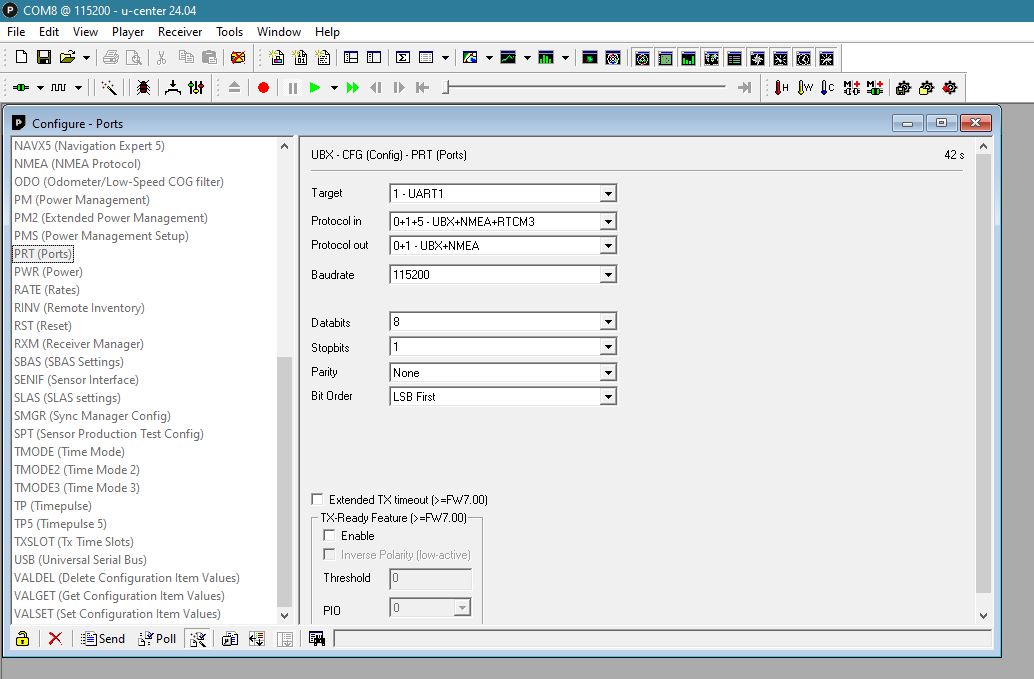 COM8 @ 115200 - u-center 24.04
File Edit View Player Receiver Tools Window Help
H W C M M
Configure - Ports
NAVX5 (Navigation Expert 5)
NMEA (NMEA Protocol)
ODO (Odometer/Low-Speed COG filter)
PM (Power Management)
PM2 (Extended Power Management)
PMS (Power Management Setup)
PRT (Ports)
PWR (Power)
RATE (Rates)
RINV (Remote Inventory)
RST (Reset)
RXM (Receiver Manager)
SBAS (SBAS Settings)
SENIF (Sensor Interface)
SLAS (SLAS settings)
SMGR (Sync Manager Config)
SPT (Sensor Production Test Config)
TMODE (Time Mode)
TMODE2 (Time Mode 2)
TMODE3 (Time Mode 3)
TP (Timepulse)
TP5 (Timepulse 5)
TXSLOT (Tx Time Slots)
USB (Universal Serial Bus)
VALDEL (Delete Configuration Item Values)
VALGET (Get Configuration Item Values)
VALSET (Set Configuration Item Values)
UBX - CFG (Config) - PRT (Ports) 42 s
Target 1 - UART1
Protocol in 0+1+5 - UBX+NMEA+RTCM3
Protocol out 0+1 - UBX+NMEA
Baudrate 115200
Databits 8
Stopbits 1
Parity None
Bit Order LSB First
Extended TX timeout (>=FW7.00)
TX-Ready Feature (>=FW7.00)
Enable
Inverse Polarity (low-active)
Threshold 0
PIO 0
Send Poll